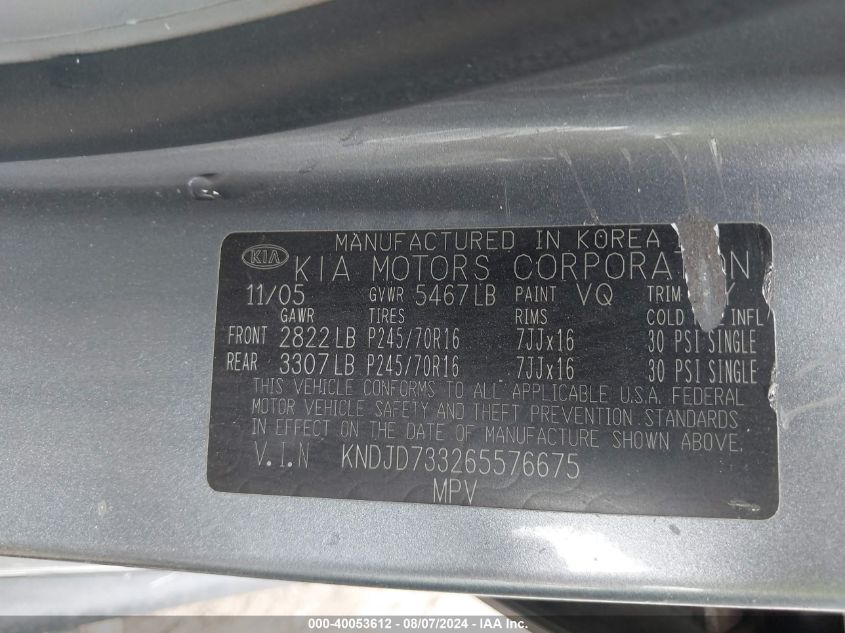 MANUFACTURED IN KOREA
KIA KIA MOTORS CORPORATION
11/05 GVWR 5467LB PAINT VQ TRIM
GAWR TIRES RIMS COLD INFL
FRONT 2822LB P245/70R16 7JJx16 30 PSI SINGLE
REAR 3307LB P245/70R16 7JJx16 30 PSI SINGLE
THIS VEHICLE CONFORMS TO ALL APPLICABLE U.S.A. FEDERAL
MOTOR VEHICLE SAFETY AND THEFT PREVENTION STANDARDS
IN EFFECT ON THE DATE OF MANUFACTURE SHOWN ABOVE.
V.I.N KNDJD733265576675
MPV
000-40053612 - 08/07/2024 - IAA Inc.